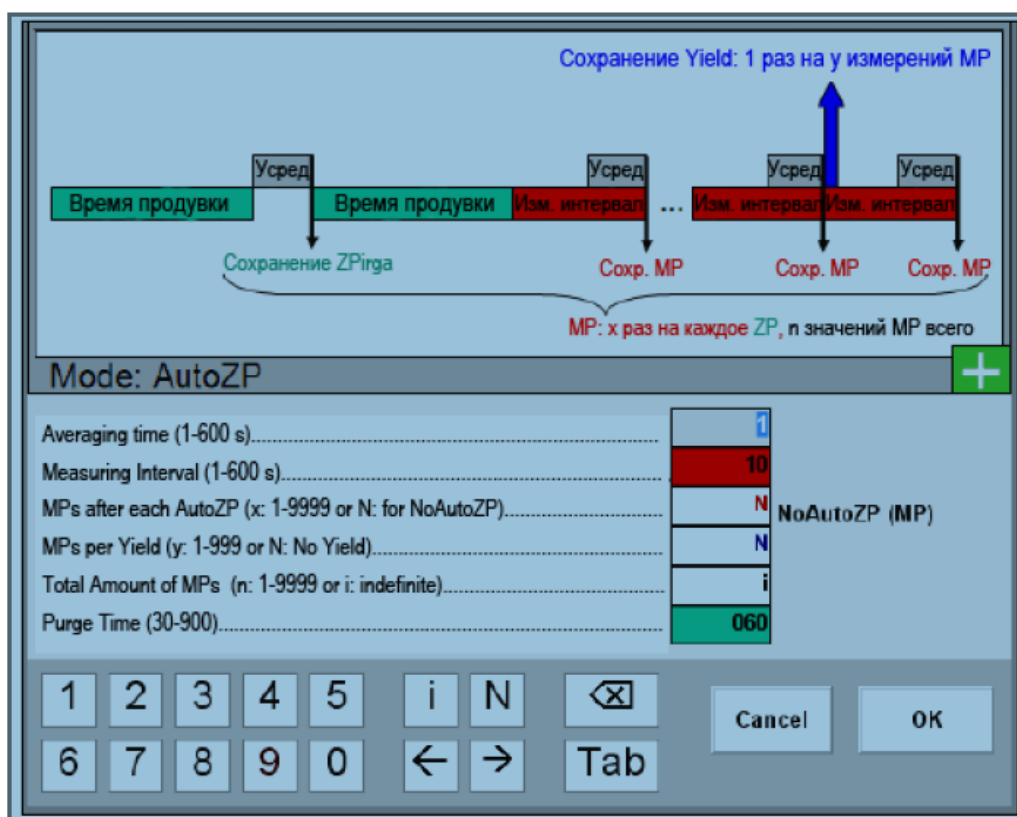 Сохранение Yield: 1 раз на y измерений MP
Усред Усред Усред Усред
Время продувки Время продувки Изм. интервал ... Изм. интервал Изм. интервал
Сохранение ZPirga Сохр. MP Сохр. MP Сохр. MP
MP: x раз на каждое ZP, n значений MP всего
Mode: AutoZP +
Averaging time (1-600 s) 1
Measuring Interval (1-600 s) 10
MPs after each AutoZP (x: 1-9999 or N: for NoAutoZP) N NoAutoZP (MP)
MPs per Yield (y: 1-999 or N: No Yield) N
Total Amount of MPs (n: 1-9999 or i: indefinite) i
Purge Time (30-900) 060
1 2 3 4 5 i N
Cancel OK
6 7 8 9 0 ← → Tab